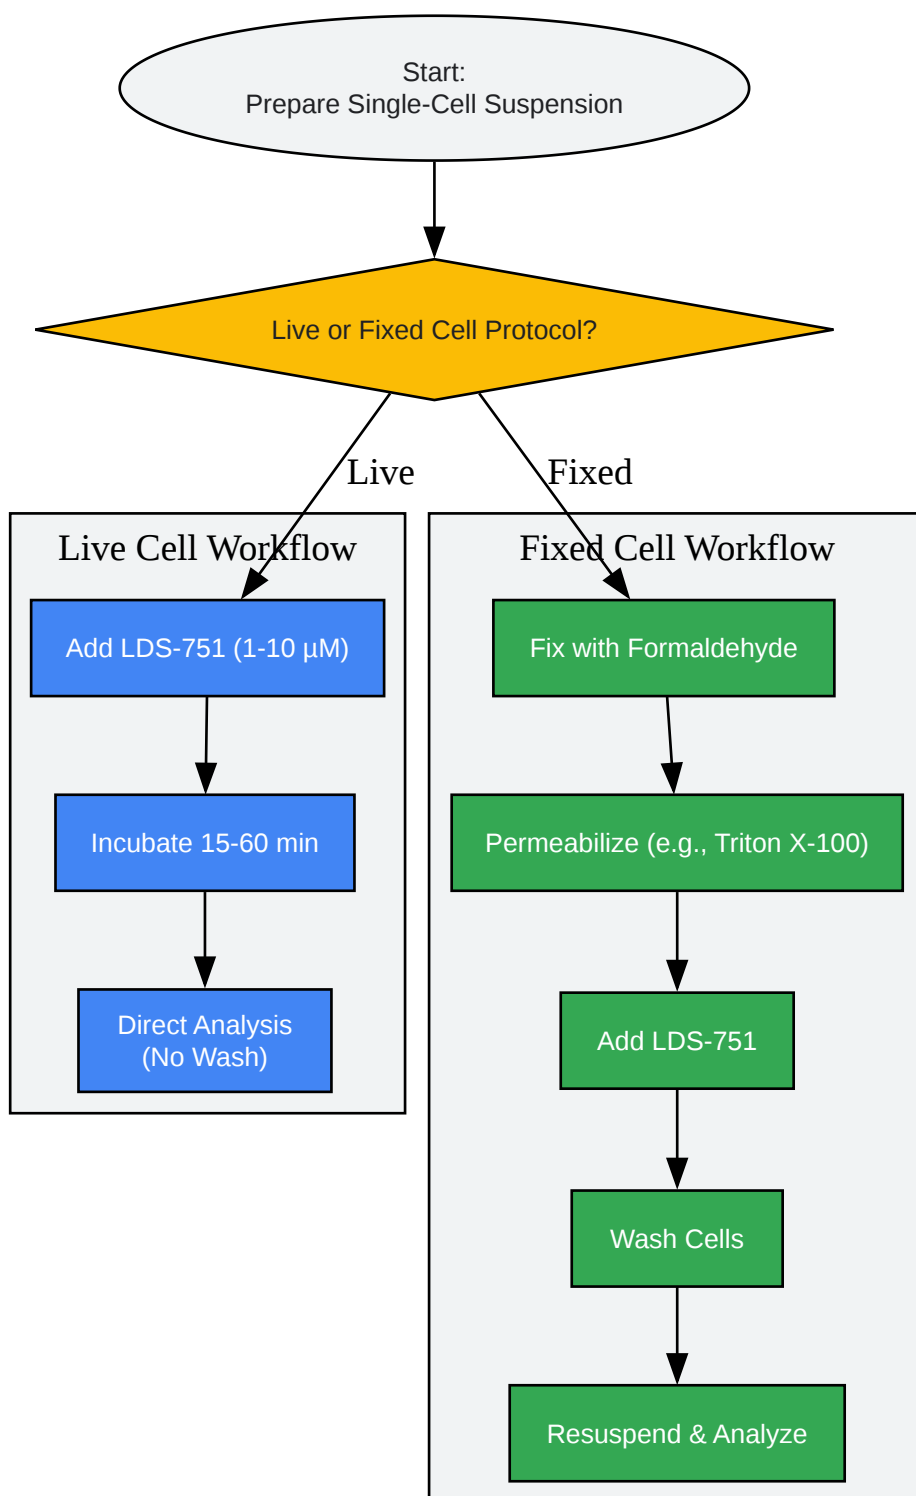 Start:
Prepare Single-Cell Suspension
Live or Fixed Cell Protocol?
Live
Fixed
Live Cell Workflow
Add LDS-751 (1-10 µM)
Incubate 15-60 min
Direct Analysis
(No Wash)
Fixed Cell Workflow
Fix with Formaldehyde
Permeabilize (e.g., Triton X-100)
Add LDS-751
Wash Cells
Resuspend & Analyze